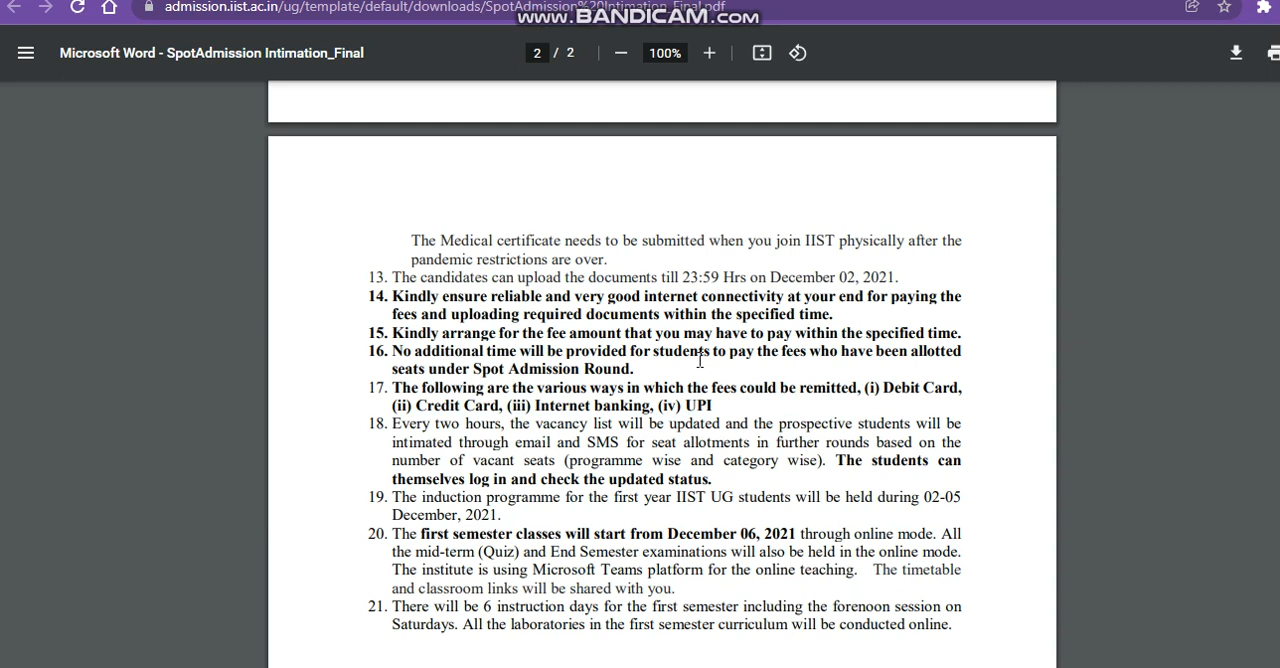 admission.iist.ac.in/ug/template/default/downloads/SpotAdmission%20Intimation_Final.pdf
www.BANDICAM.com
Microsoft Word - SpotAdmission Intimation_Final
2 / 2
100%
The Medical certificate needs to be submitted when you join IIST physically after the
pandemic restrictions are over.
13. The candidates can upload the documents till 23:59 Hrs on December 02, 2021.
14. Kindly ensure reliable and very good internet connectivity at your end for paying the
fees and uploading required documents within the specified time.
15. Kindly arrange for the fee amount that you may have to pay within the specified time.
16. No additional time will be provided for students to pay the fees who have been allotted
seats under Spot Admission Round.
17. The following are the various ways in which the fees could be remitted, (i) Debit Card,
(ii) Credit Card, (iii) Internet banking, (iv) UPI
18. Every two hours, the vacancy list will be updated and the prospective students will be
intimated through email and SMS for seat allotments in further rounds based on the
number of vacant seats (programme wise and category wise). The students can
themselves log in and check the updated status.
19. The induction programme for the first year IIST UG students will be held during 02-05
December, 2021.
20. The first semester classes will start from December 06, 2021 through online mode. All
the mid-term (Quiz) and End Semester examinations will also be held in the online mode.
The institute is using Microsoft Teams platform for the online teaching. The timetable
and classroom links will be shared with you.
21. There will be 6 instruction days for the first semester including the forenoon session on
Saturdays. All the laboratories in the first semester curriculum will be conducted online.